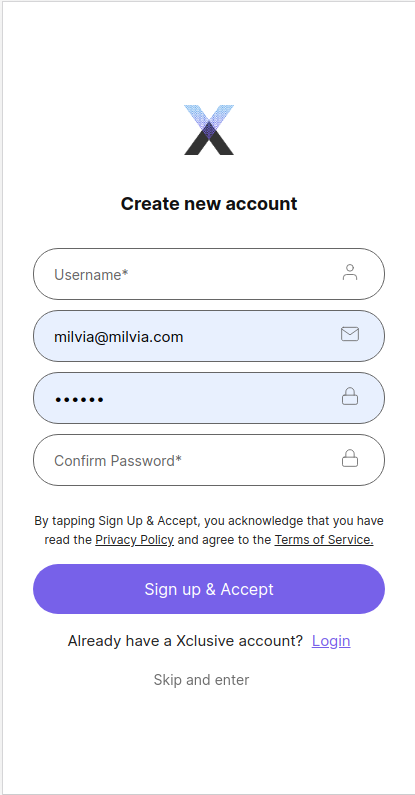 Create new account
Username*
milvia@milvia.com
••••••
Confirm Password*
By tapping Sign Up & Accept, you acknowledge that you have
read the Privacy Policy and agree to the Terms of Service.
Sign up & Accept
Already have a Xclusive account? Login
Skip and enter